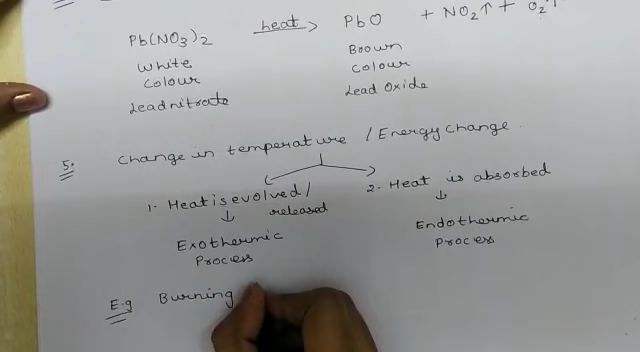 Pb(NO3)2 heat> PbO + NO2↑ + O2↑
White Colour Lead nitrate
Brown Colour Lead Oxide
5. Change in temperature / Energy change.
1. Heat is evolved / released
↓
Exothermic Process
2. Heat is absorbed
↓
Endothermic Process
E.g Burning